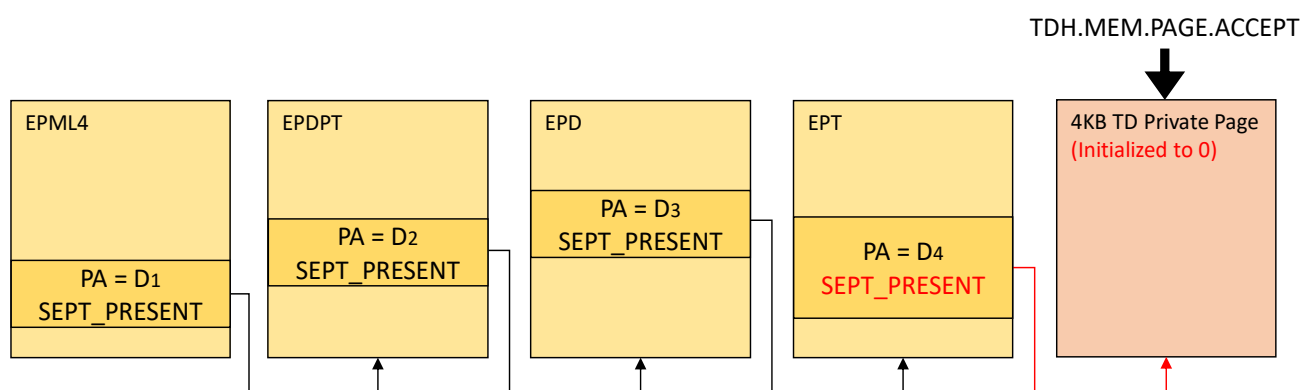 TDH.MEM.PAGE.ACCEPT
EPML4
PA = D1
SEPT_PRESENT
EPDPT
PA = D2
SEPT_PRESENT
EPD
PA = D3
SEPT_PRESENT
EPT
PA = D4
SEPT_PRESENT
4KB TD Private Page
(Initialized to 0)